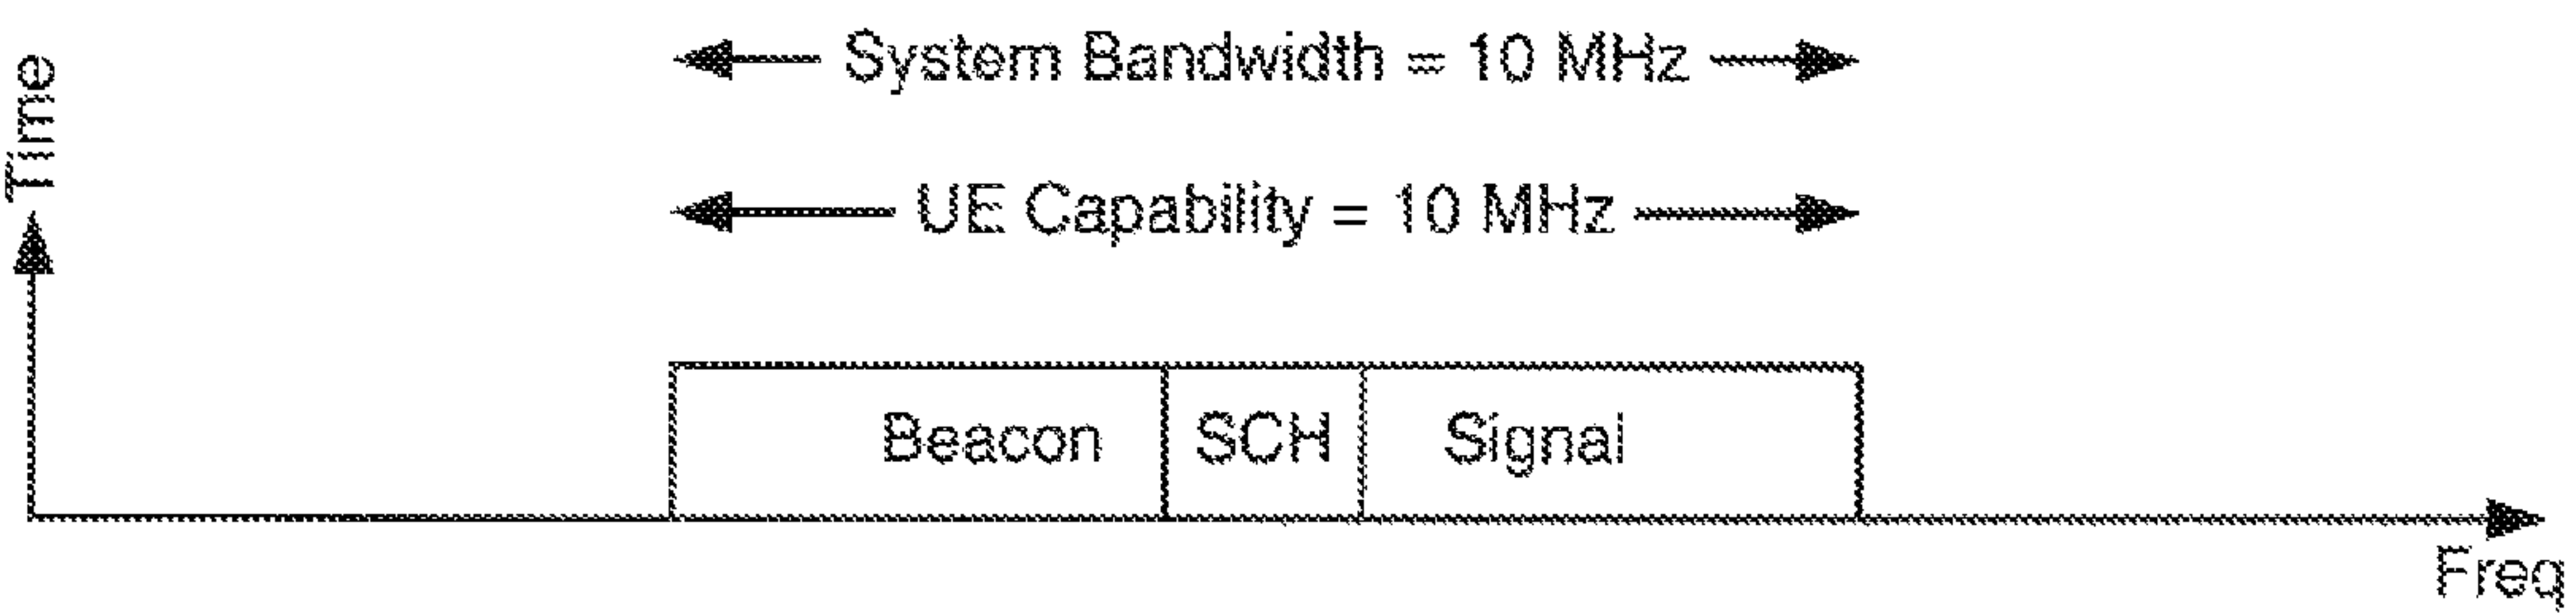 Time
System Bandwidth = 10 MHz
UE Capability = 10 MHz
Beacon SCH Signal
Freq